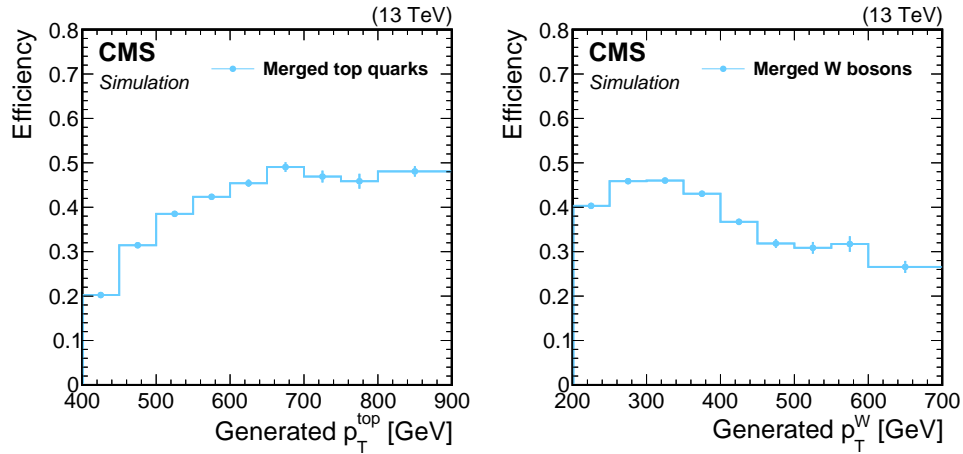 (13 TeV)
CMS
Simulation
Merged top quarks
Efficiency
0.8
0.7
0.6
0.5
0.4
0.3
0.2
0.1
0
400 500 600 700 800 900
Generated p_T^top [GeV]
(13 TeV)
CMS
Simulation
Merged W bosons
Efficiency
0.8
0.7
0.6
0.5
0.4
0.3
0.2
0.1
0
200 300 400 500 600 700
Generated p_T^W [GeV]